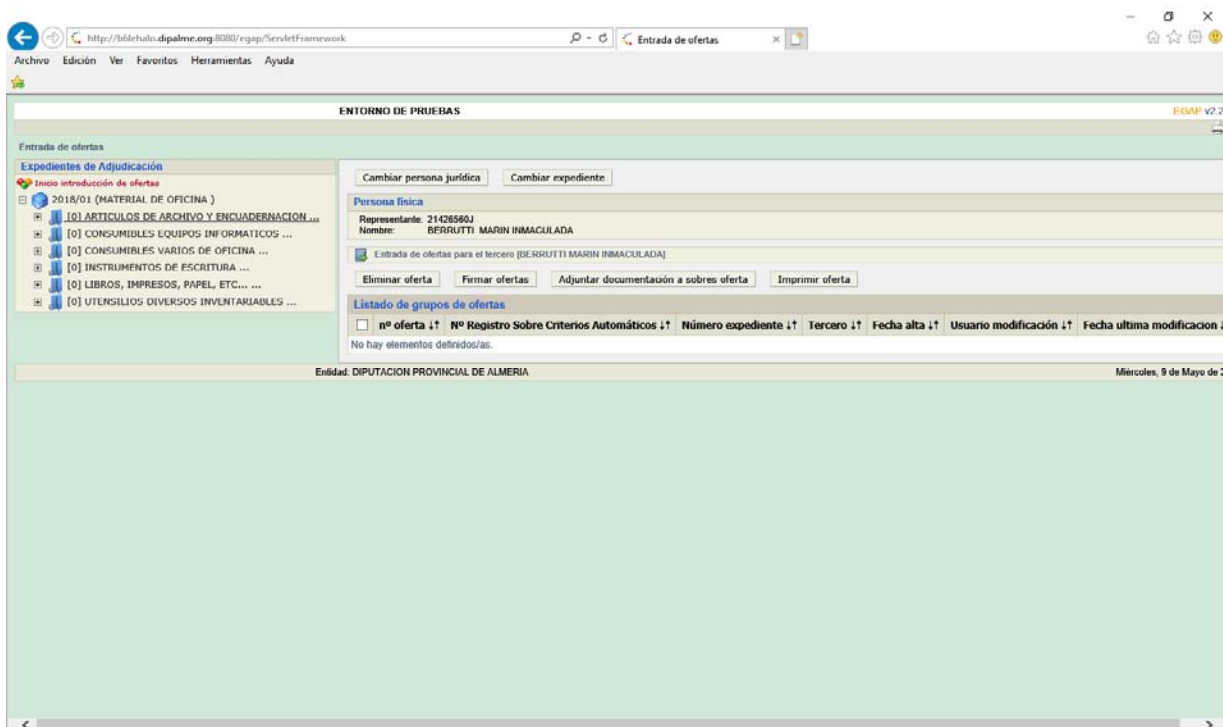 http://b6lehalo.dipalme.org:8080/egap/ServletFramework
Entrada de ofertas
Archivo Edición Ver Favoritos Herramientas Ayuda
ENTORNO DE PRUEBAS
EGAP v2.2
Entrada de ofertas
Expedientes de Adjudicación
Inicio introducción de ofertas
2018/01 (MATERIAL DE OFICINA )
[0] ARTICULOS DE ARCHIVO Y ENCUADERNACION ...
[0] CONSUMIBLES EQUIPOS INFORMATICOS ...
[0] CONSUMIBLES VARIOS DE OFICINA ...
[0] INSTRUMENTOS DE ESCRITURA ...
[0] LIBROS, IMPRESOS, PAPEL, ETC... ...
[0] UTENSILIOS DIVERSOS INVENTARIABLES ...
Cambiar persona jurídica Cambiar expediente
Persona física
Representante: 21426560J
Nombre: BERRUTTI MARIN INMACULADA
Entrada de ofertas para el tercero [BERRUTTI MARIN INMACULADA]
Eliminar oferta Firmar ofertas Adjuntar documentación a sobres oferta Imprimir oferta
Listado de grupos de ofertas
nº oferta ↓↑ Nº Registro Sobre Criterios Automáticos ↓↑ Número expediente ↓↑ Tercero ↓↑ Fecha alta ↓↑ Usuario modificación ↓↑ Fecha ultima modificacion ↓
No hay elementos definidos/as.
Entidad: DIPUTACION PROVINCIAL DE ALMERIA
Miércoles, 9 de Mayo de 2